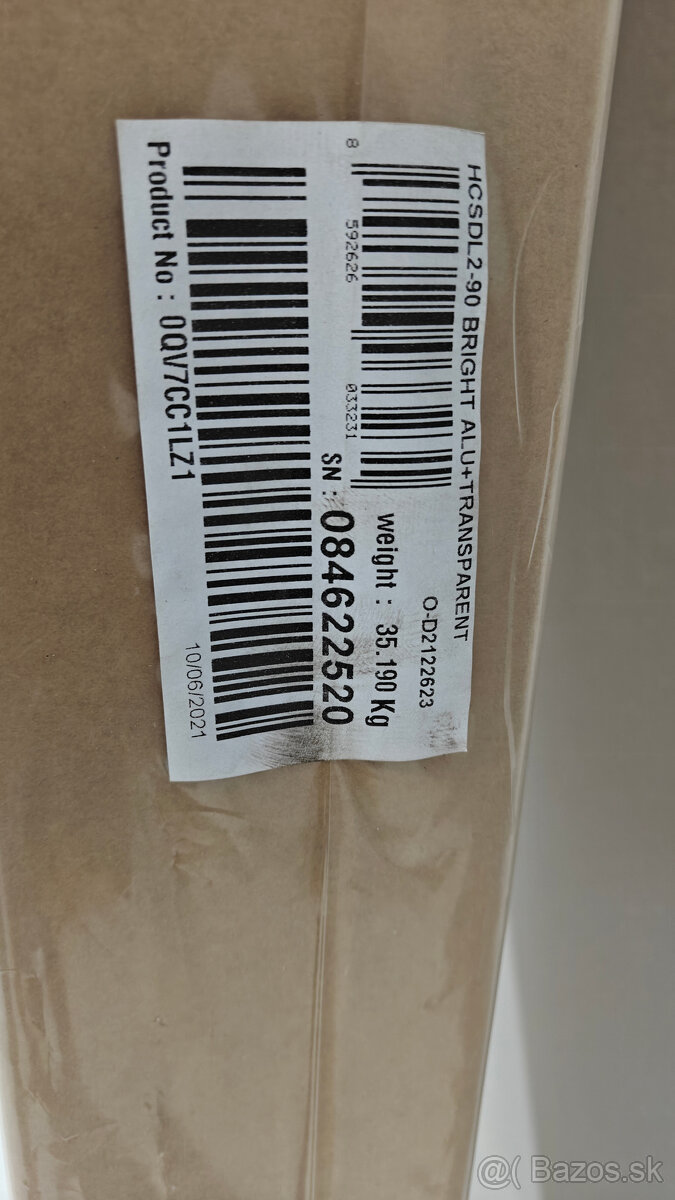 HCSDL2-90 BRIGHT ALU+TRANSPARENT
O-D2122623
8 592626 033231
weight : 35.190 Kg
SN : 084622520
Product No : 0QV7CC1LZ1
10/06/2021
@( Bazos.sk